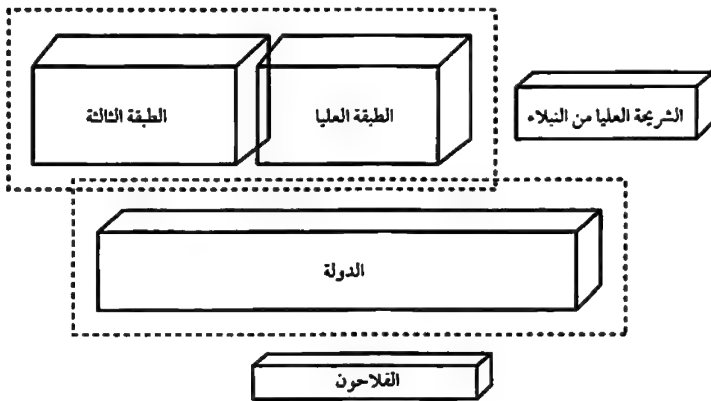 الشريحة العليا من النبلاء
الطبقة العليا
الطبقة الثالثة
الدولة
الفلاحون